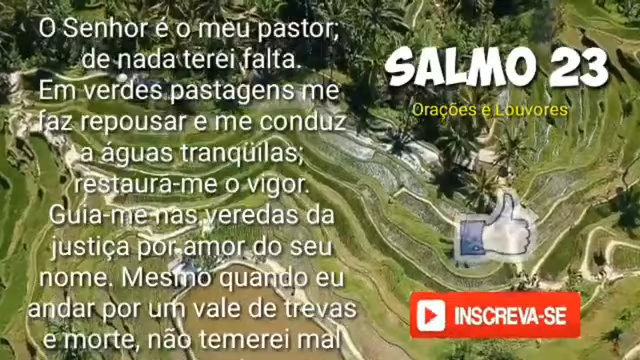 O Senhor é o meu pastor;
de nada terei falta.
Em verdes pastagens me
faz repousar e me conduz
a águas tranqüilas;
restaura-me o vigor.
Guia-me nas veredas da
justiça por amor do seu
nome. Mesmo quando eu
andar por um vale de trevas
e morte, não temerei mal
SALMO 23
Orações e Louvores
INSCREVA-SE